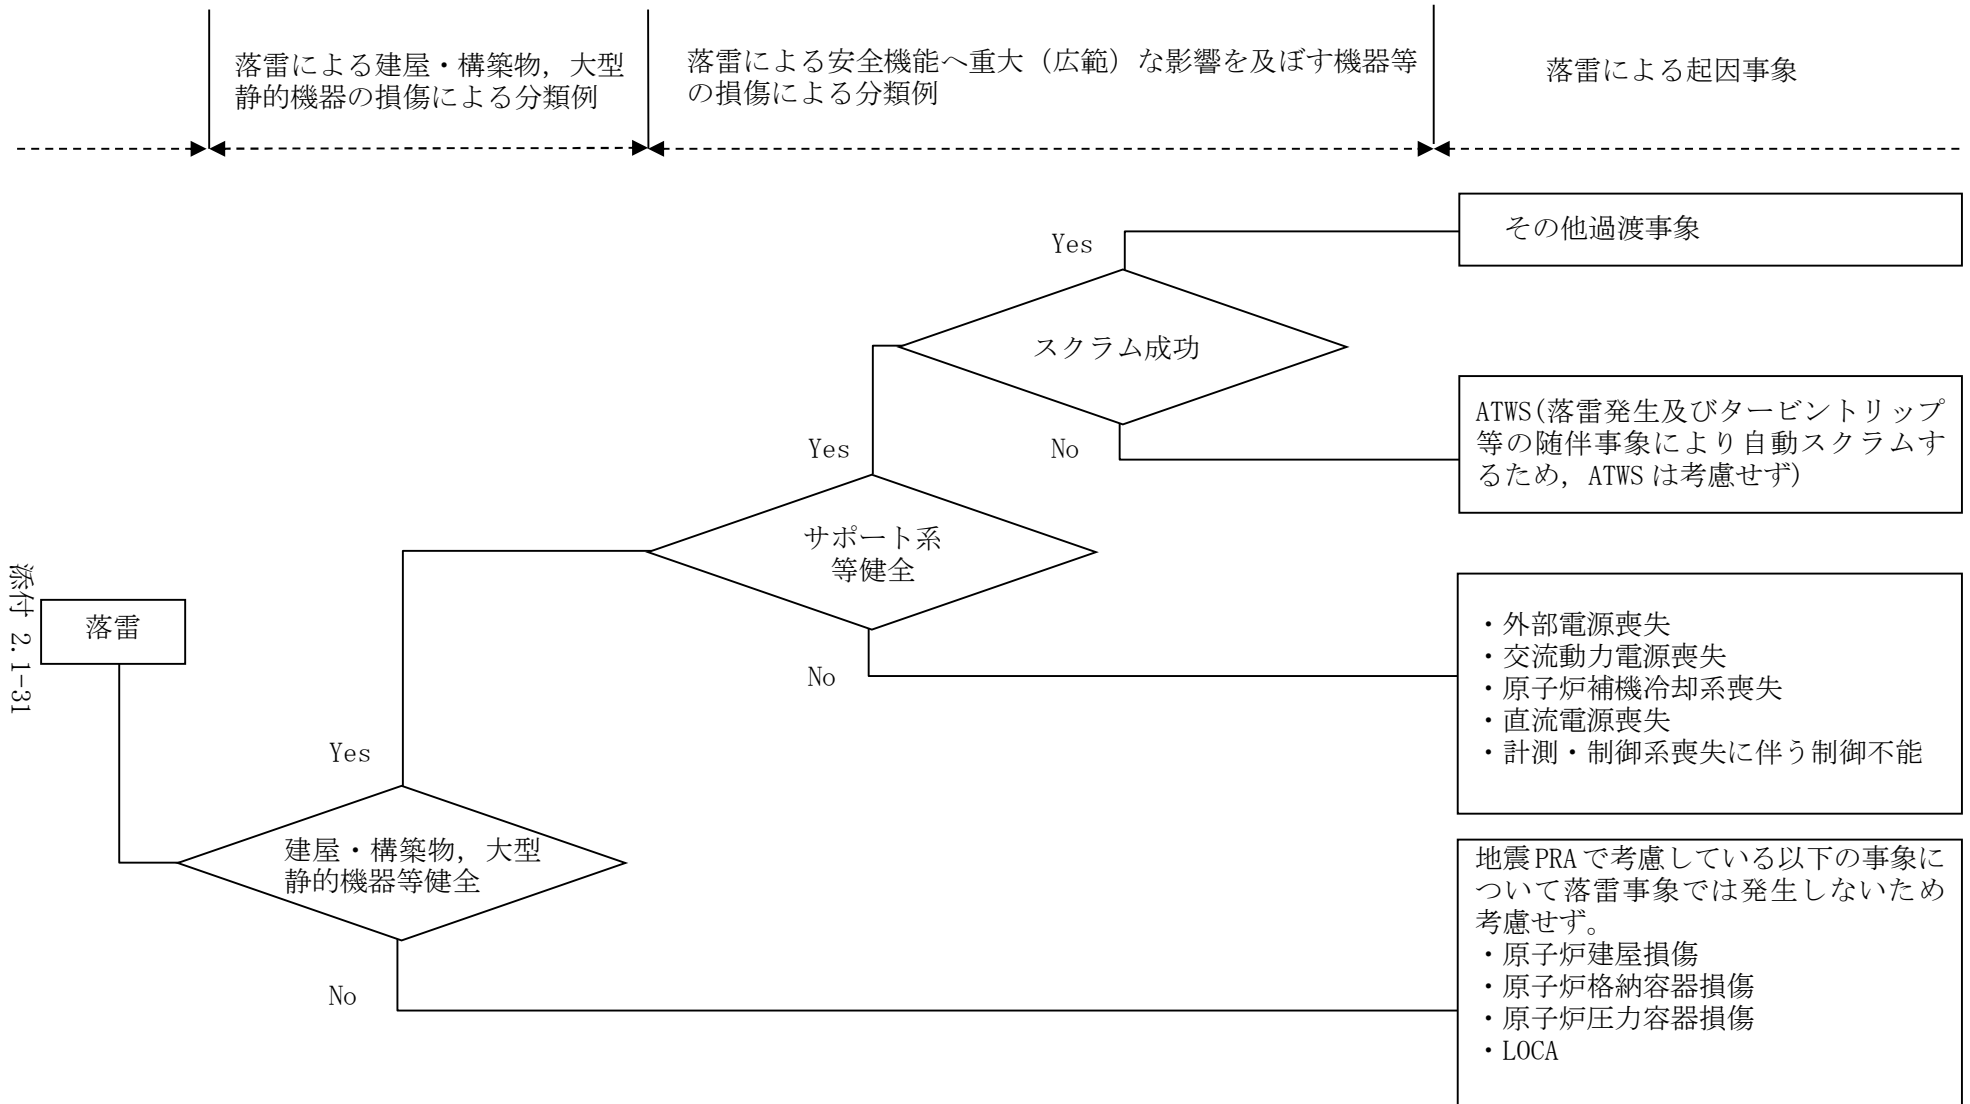 落雷による建屋・構築物，大型
静的機器の損傷による分類例
落雷による安全機能へ重大（広範）な影響を及ぼす機器等
の損傷による分類例
落雷による起因事象
その他過渡事象
Yes
スクラム成功
ATWS(落雷発生及びタービントリップ
等の随伴事象により自動スクラムす
るため，ATWS は考慮せず)
Yes
No
サポート系
等健全
添付 2.1-31
落雷
・外部電源喪失
・交流動力電源喪失
・原子炉補機冷却系喪失
・直流電源喪失
・計測・制御系喪失に伴う制御不能
No
Yes
建屋・構築物，大型
静的機器等健全
地震 PRA で考慮している以下の事象に
ついて落雷事象では発生しないため
考慮せず。
・原子炉建屋損傷
・原子炉格納容器損傷
・原子炉圧力容器損傷
・LOCA
No